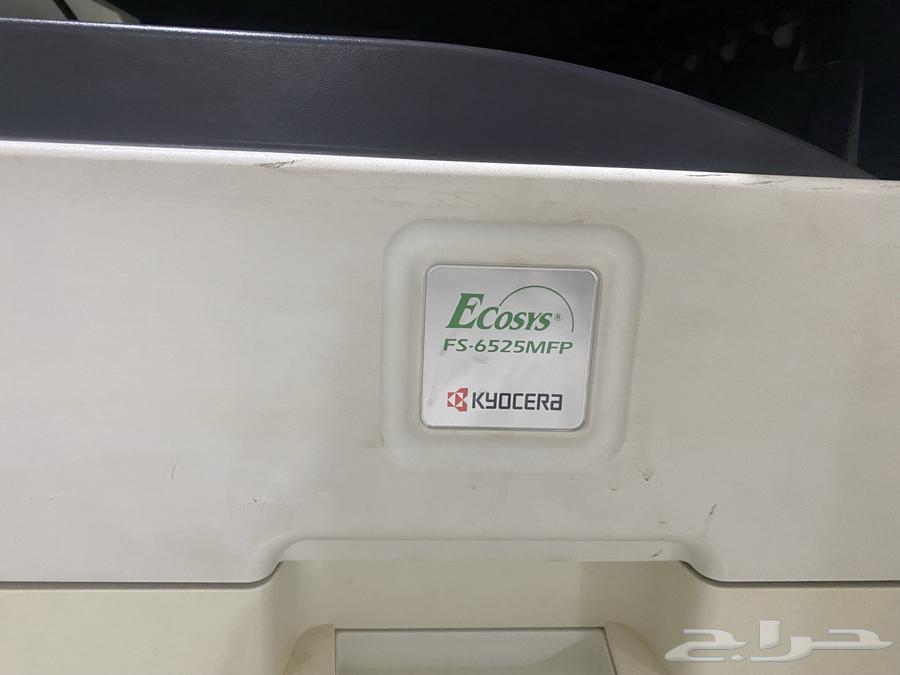 ECOSYS®
FS-6525MFP
KYOCERA
حراج